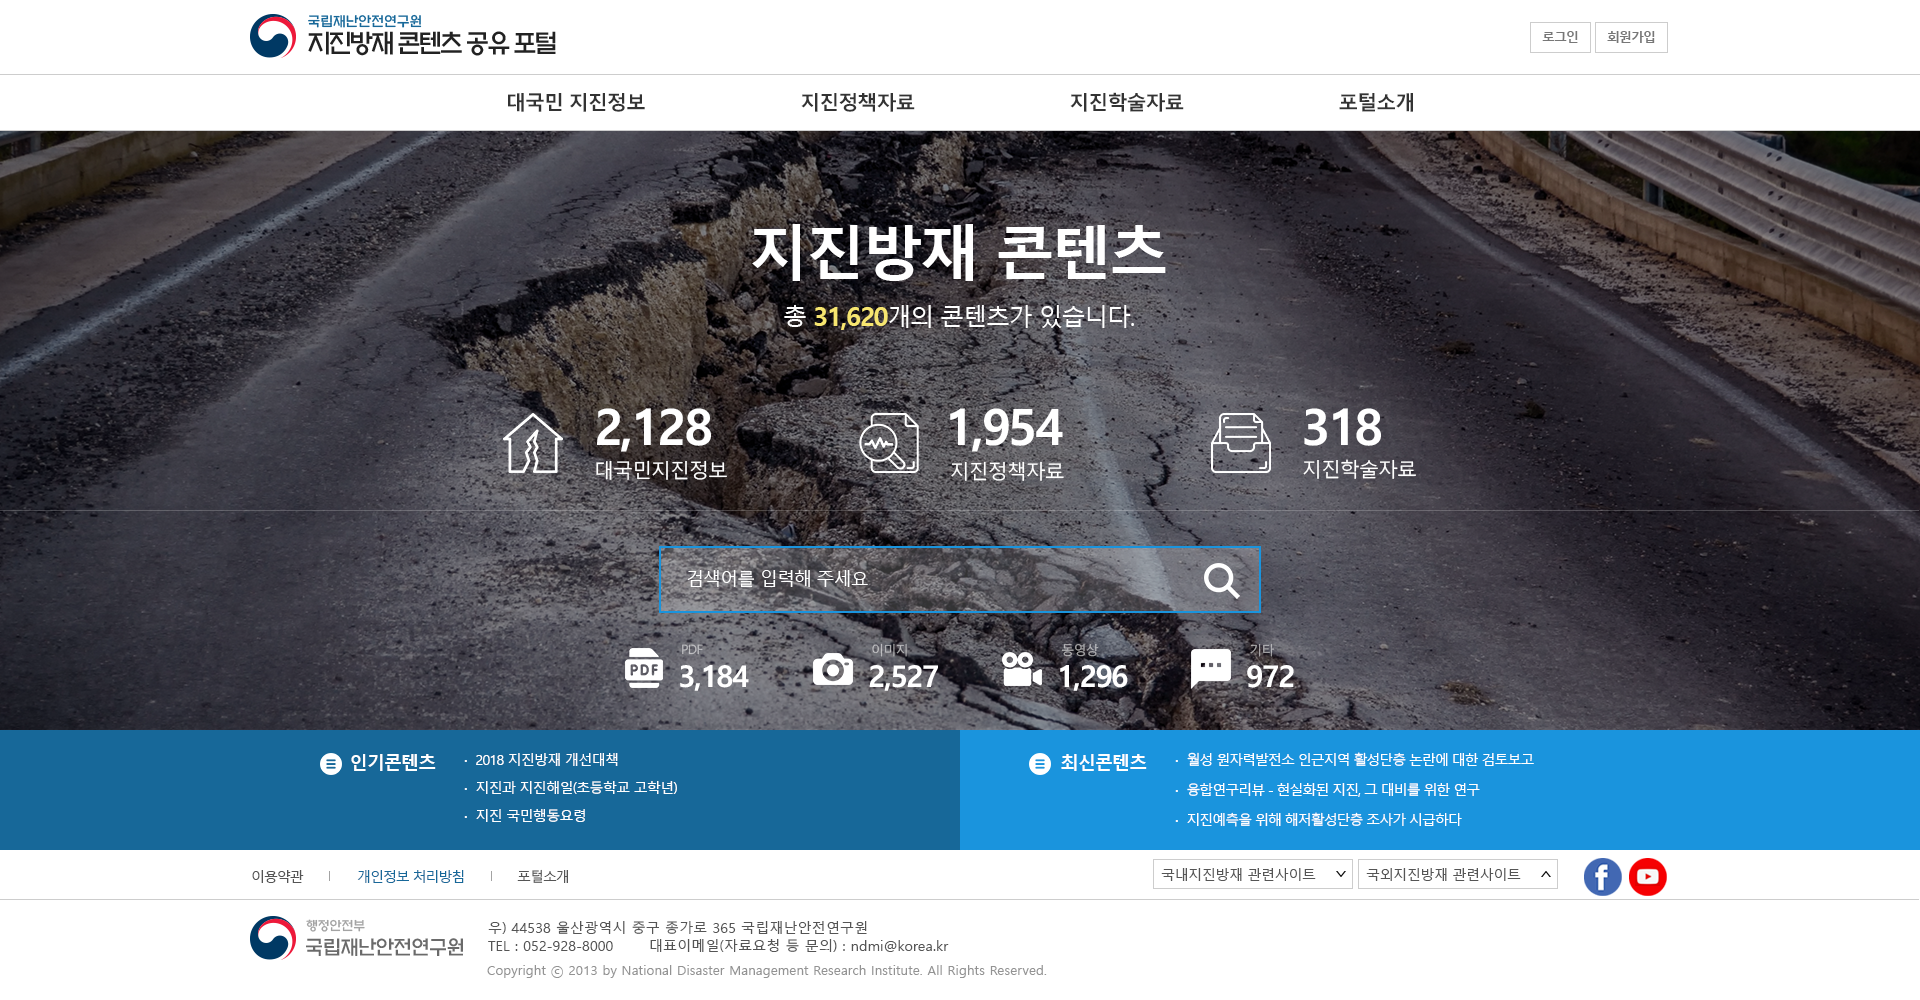 국립재난안전연구원
지진방재 콘텐츠 공유 포털
로그인
회원가입
대국민 지진정보
지진정책자료
지진학술자료
포털소개
지진방재 콘텐츠
총 31,620개의 콘텐츠가 있습니다.
2,128
대국민지진정보
1,954
지진정책자료
318
지진학술자료
검색어를 입력해 주세요
PDF
PDF
3,184
이미지
2,527
동영상
1,296
기타
972
인기콘텐츠
· 2018 지진방재 개선대책
· 지진과 지진해일(초등학교 고학년)
· 지진 국민행동요령
최신콘텐츠
· 월성 원자력발전소 인근지역 활성단층 논란에 대한 검토보고
· 융합연구리뷰 - 현실화된 지진, 그 대비를 위한 연구
· 지진예측을 위해 해저활성단층 조사가 시급하다
이용약관
개인정보 처리방침
포털소개
국내지진방재 관련사이트
국외지진방재 관련사이트
f
행정안전부
국립재난안전연구원
우) 44538 울산광역시 중구 종가로 365 국립재난안전연구원
TEL : 052-928-8000 대표이메일(자료요청 등 문의) : ndmi@korea.kr
Copyright ⓒ 2013 by National Disaster Management Research Institute. All Rights Reserved.